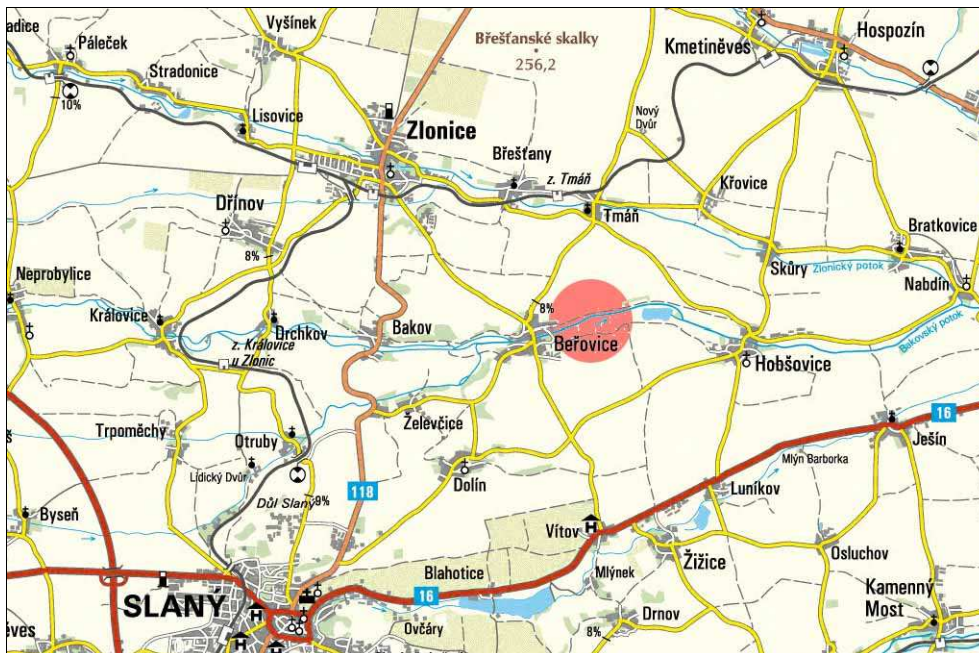 adice
Páleček
Vyšínek
Břešťanské skalky
256,2
Kmetiněves
Hospozín
Stradonice
10%
Lisovice
Zlonice
Nový
Dvůr
Břešťany
z. Tmáň
Křovice
Dřínov
Tmáň
Bratkovice
8%
Skůry
Zlonický potok
Nabdín
Neprobylice
Královice
Drchkov
Bakov
8%
Beřovice
Bakovský potok
z. Královice
u Zlonic
Hobšovice
Želevčice
16
Trpoměchy
Otruby
Ješín
Lidický Dvůr
Dolín
Mlýn Barborka
Důl Slaný
9%
118
Luníkov
Byseň
Vítov
Osluchov
Žižice
Blahotice
Mlýnek
SLANÝ
16
Kamenný
Most
Drnov
Ovčáry
8%
ěves